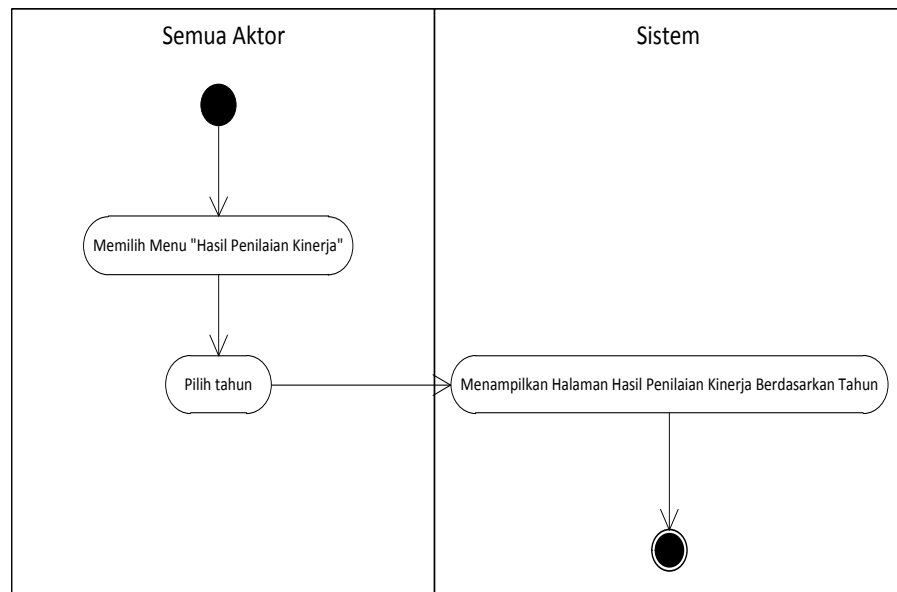 Semua Aktor
Sistem
Memilih Menu "Hasil Penilaian Kinerja"
Pilih tahun
Menampilkan Halaman Hasil Penilaian Kinerja Berdasarkan Tahun